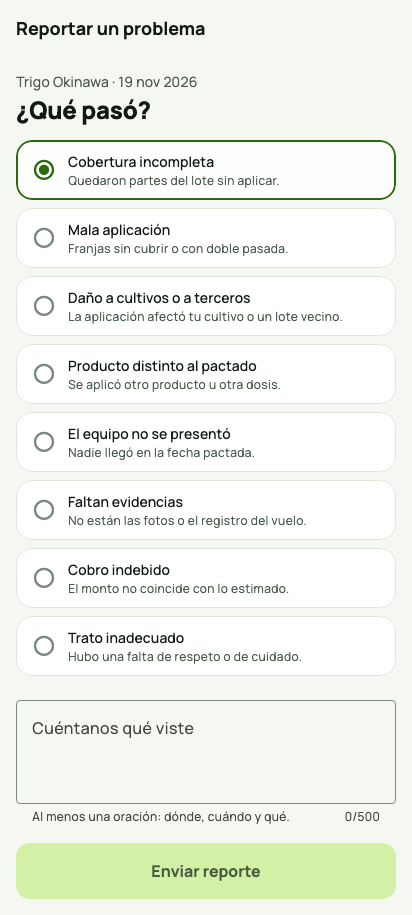 Reportar un problema
Trigo Okinawa · 19 nov 2026
¿Qué pasó?
Cobertura incompleta
Quedaron partes del lote sin aplicar.
Mala aplicación
Franjas sin cubrir o con doble pasada.
Daño a cultivos o a terceros
La aplicación afectó tu cultivo o un lote vecino.
Producto distinto al pactado
Se aplicó otro producto u otra dosis.
El equipo no se presentó
Nadie llegó en la fecha pactada.
Faltan evidencias
No están las fotos o el registro del vuelo.
Cobro indebido
El monto no coincide con lo estimado.
Trato inadecuado
Hubo una falta de respeto o de cuidado.
Cuéntanos qué viste
Al menos una oración: dónde, cuándo y qué. 0/500
Enviar reporte